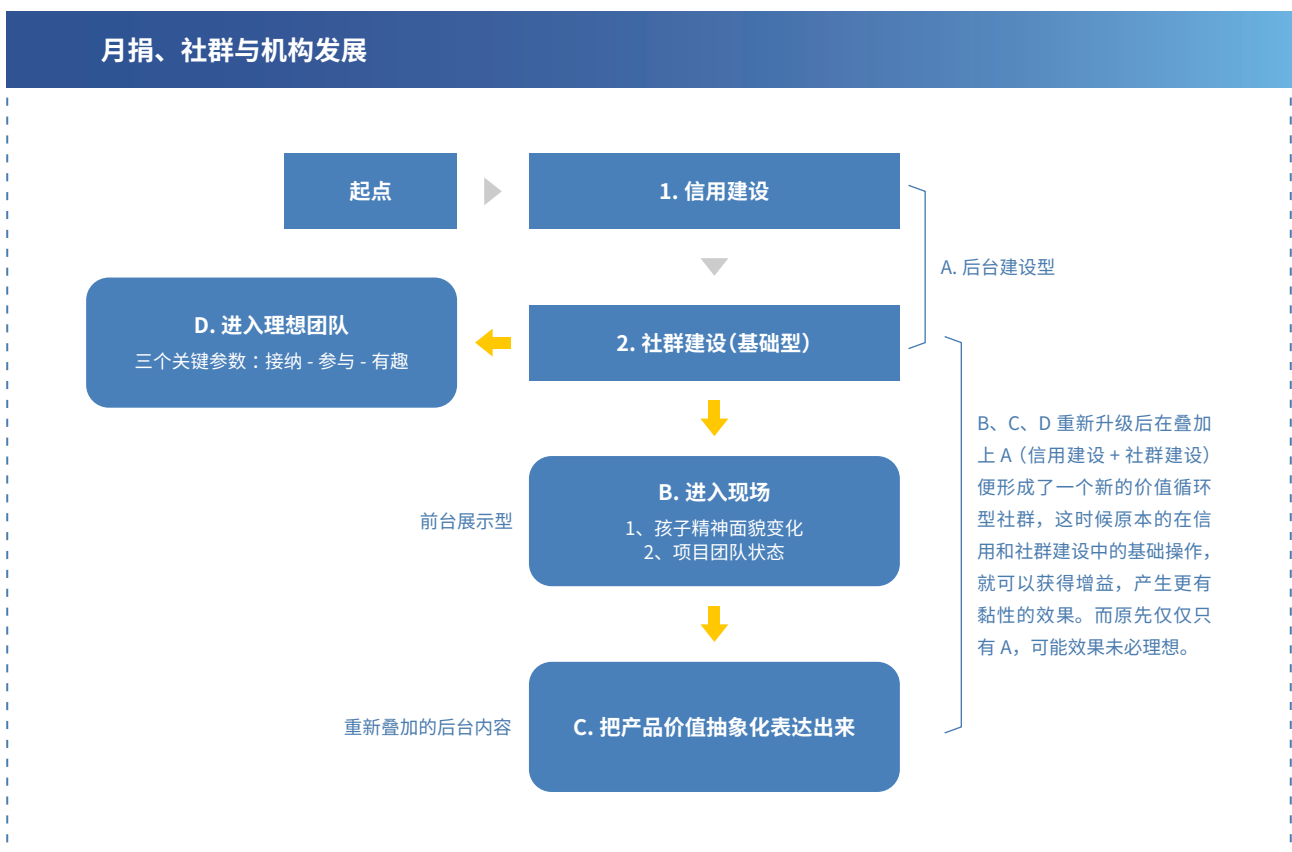 月捐、社群与机构发展
起点
1. 信用建设
A. 后台建设型
D. 进入理想团队
三个关键参数：接纳 - 参与 - 有趣
2. 社群建设（基础型）
B. 进入现场
1、孩子精神面貌变化
2、项目团队状态
前台展示型
B、C、D 重新升级后在叠加
上 A（信用建设 + 社群建设）
便形成了一个新的价值循环
型社群，这时候原本的在信
用和社群建设中的基础操作，
就可以获得增益，产生更有
黏性的效果。而原先仅仅只
有 A，可能效果未必理想。
重新叠加的后台内容
C. 把产品价值抽象化表达出来